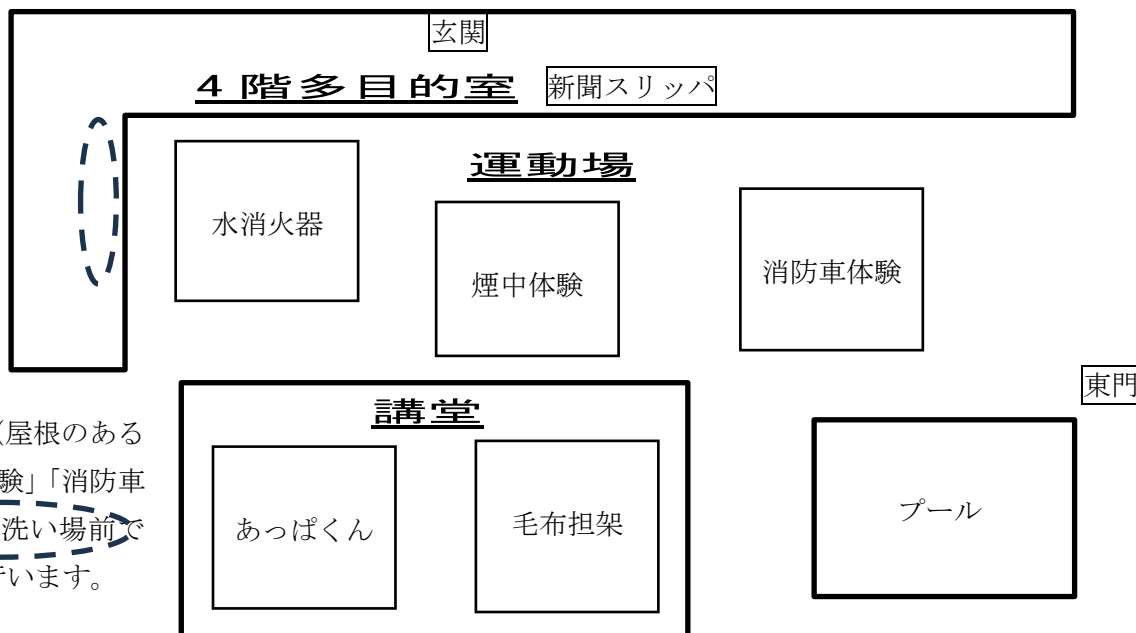 玄関
４階多目的室 新聞スリッパ
運動場
水消火器
煙中体験
消防車体験
東門
講堂
あっぱくん
毛布担架
プール
（屋根のある
験」「消防車
洗い場前で
います。